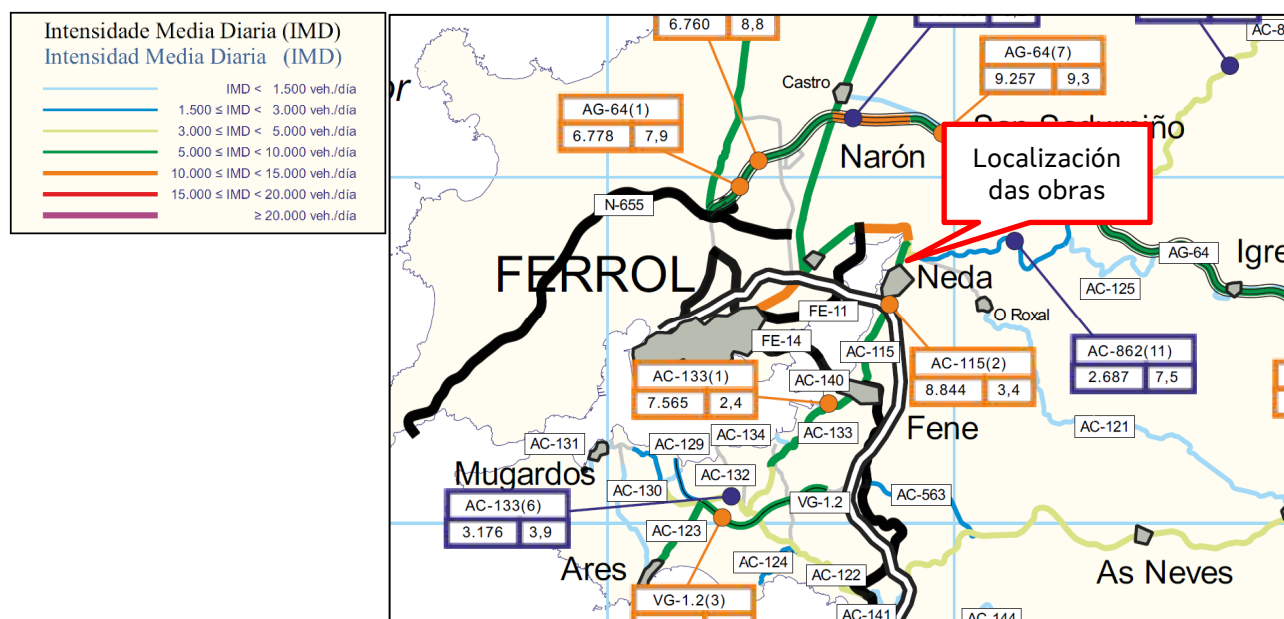 Intensidade Media Diaria (IMD)
Intensidad Media Diaria (IMD)
IMD < 1.500 veh./día
1.500 ≤ IMD < 3.000 veh./día
3.000 ≤ IMD < 5.000 veh./día
5.000 ≤ IMD < 10.000 veh./día
10.000 ≤ IMD < 15.000 veh./día
15.000 ≤ IMD < 20.000 veh./día
≥ 20.000 veh./día
6.760 8,8
AC-8
AG-64(7)
9.257 9,3
Castro
or
AG-64(1)
6.778 7,9
San Sadurniño
Narón
Localización
das obras
N-655
FERROL
Neda
AG-64
Igre
AC-125
O Roxal
FE-11
FE-14
AC-115
AC-862(11)
2.687 7,5
AC-115(2)
8.844 3,4
AC-133(1)
7.565 2,4
AC-140
Fene
AC-121
AC-131
AC-129
AC-134
AC-133
Mugardos
AC-132
AC-130
VG-1.2
AC-563
AC-133(6)
3.176 3,9
AC-123
Ares
AC-124
AC-122
As Neves
VG-1.2(3)
AC-141
AC-144